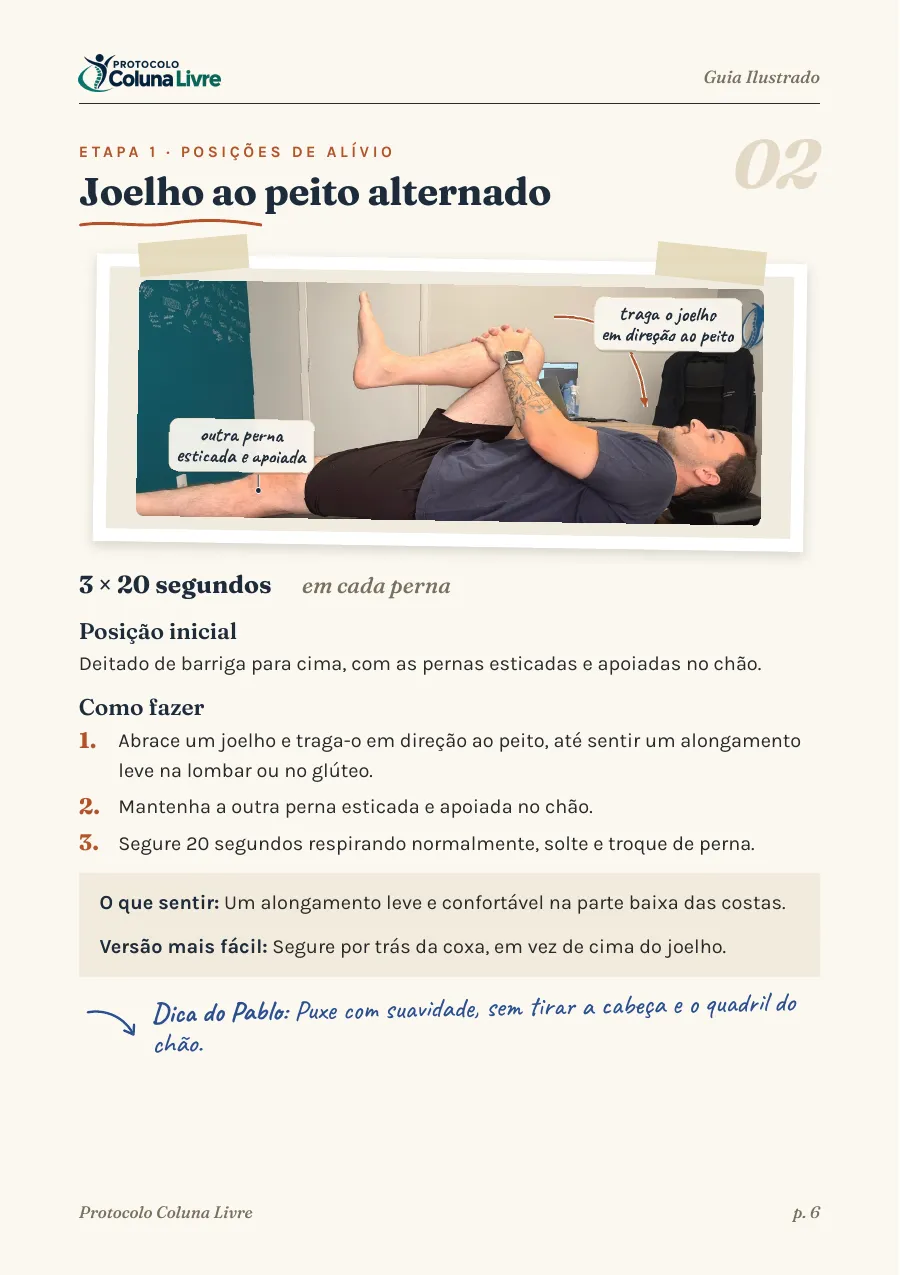 PROTOCOLO
Coluna Livre
Guia Ilustrado
ETAPA 1 · POSIÇÕES DE ALÍVIO
02
Joelho ao peito alternado
traga o joelho
em direção ao peito
outra perna
esticada e apoiada
3 × 20 segundos em cada perna
Posição inicial
Deitado de barriga para cima, com as pernas esticadas e apoiadas no chão.
Como fazer
1. Abrace um joelho e traga-o em direção ao peito, até sentir um alongamento
leve na lombar ou no glúteo.
2. Mantenha a outra perna esticada e apoiada no chão.
3. Segure 20 segundos respirando normalmente, solte e troque de perna.
O que sentir: Um alongamento leve e confortável na parte baixa das costas.
Versão mais fácil: Segure por trás da coxa, em vez de cima do joelho.
Dica do Pablo: Puxe com suavidade, sem tirar a cabeça e o quadril do
chão.
Protocolo Coluna Livre
p. 6